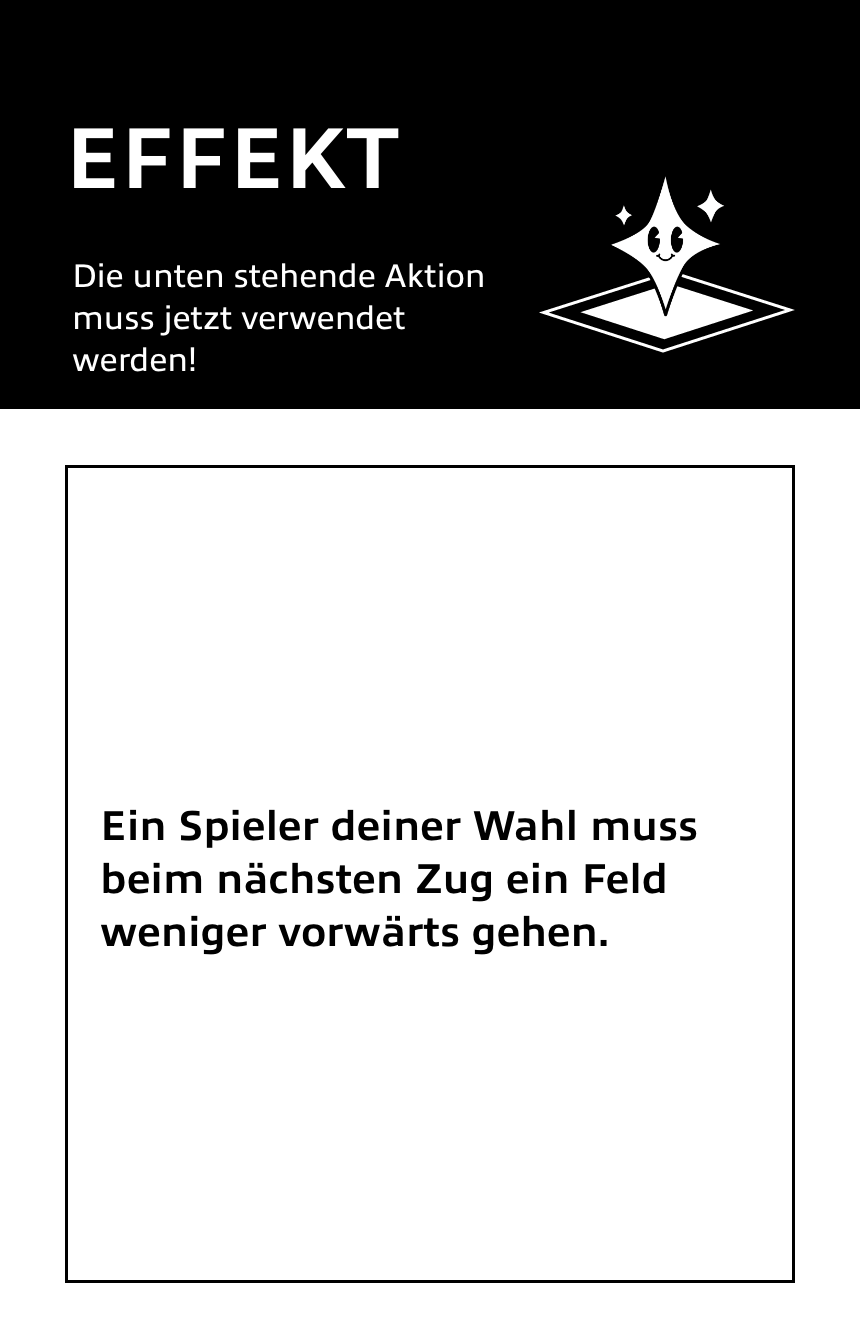 EFFEKT
Die unten stehende Aktion
muss jetzt verwendet
werden!
Ein Spieler deiner Wahl muss
beim nächsten Zug ein Feld
weniger vorwärts gehen.